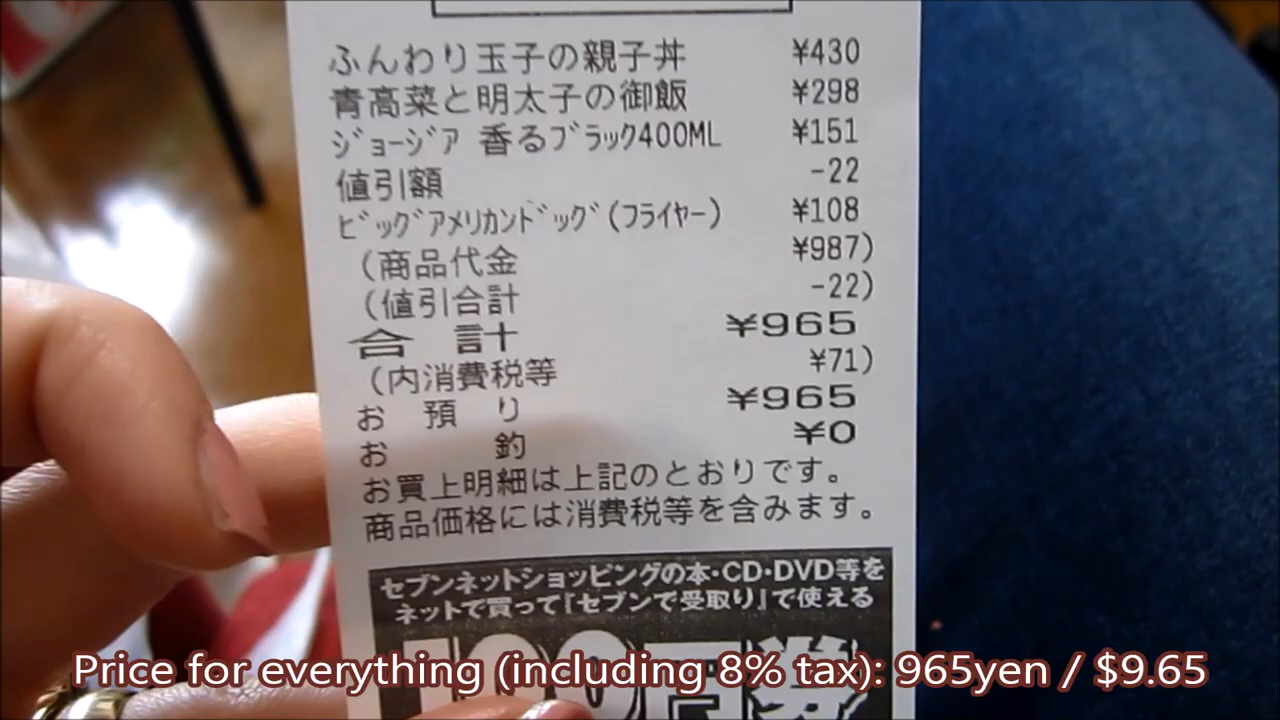 ふんわり玉子の親子丼 ¥430
青高菜と明太子の御飯 ¥298
ｼﾞｮｰｼﾞｱ 香るﾌﾞﾗｯｸ400ML ¥151
値引額 -22
ﾋﾞｯｸﾞｱﾒﾘｶﾝﾄﾞｯｸﾞ(ﾌﾗｲﾔｰ) ¥108
(商品代金 ¥987)
(値引合計 -22)
合 計 ¥965
(内消費税等 ¥71)
お 預 り ¥965
お 釣 ¥0
お買上明細は上記のとおりです。
商品価格には消費税等を含みます。
セブンネットショッピングの本・CD・DVD等を
ネットで買って『セブンで受取り』で使える
100円券
Price for everything (including 8% tax): 965yen / $9.65